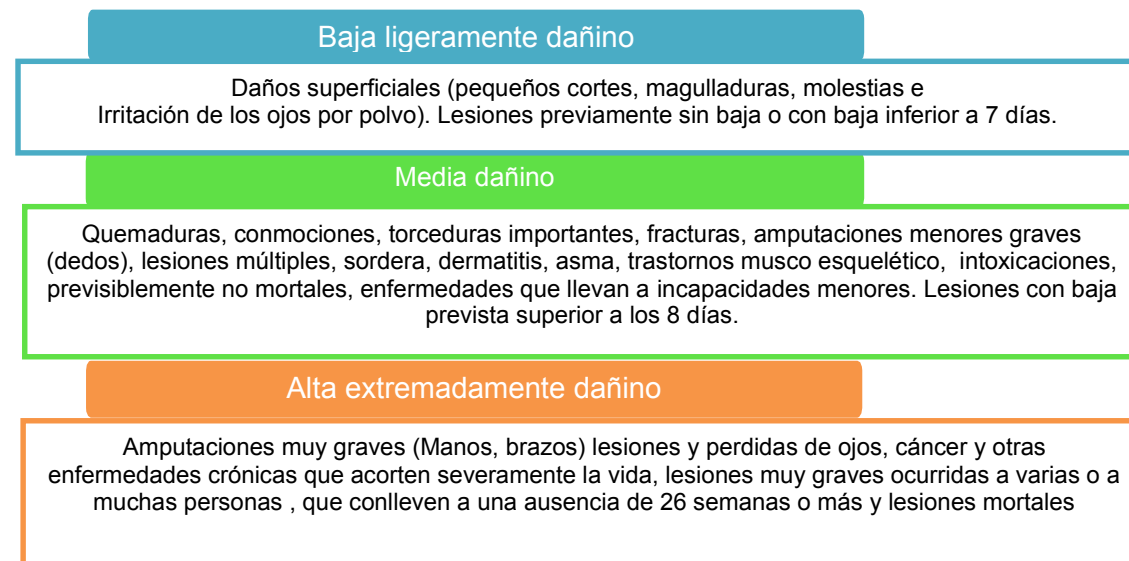 Baja ligeramente dañino
Daños superficiales (pequeños cortes, magulladuras, molestias e
Irritación de los ojos por polvo). Lesiones previamente sin baja o con baja inferior a 7 días.
Media dañino
Quemaduras, conmociones, torceduras importantes, fracturas, amputaciones menores graves
(dedos), lesiones múltiples, sordera, dermatitis, asma, trastornos musco esquelético, intoxicaciones,
previsiblemente no mortales, enfermedades que llevan a incapacidades menores. Lesiones con baja
prevista superior a los 8 días.
Alta extremadamente dañino
Amputaciones muy graves (Manos, brazos) lesiones y perdidas de ojos, cáncer y otras
enfermedades crónicas que acorten severamente la vida, lesiones muy graves ocurridas a varias o a
muchas personas , que conlleven a una ausencia de 26 semanas o más y lesiones mortales